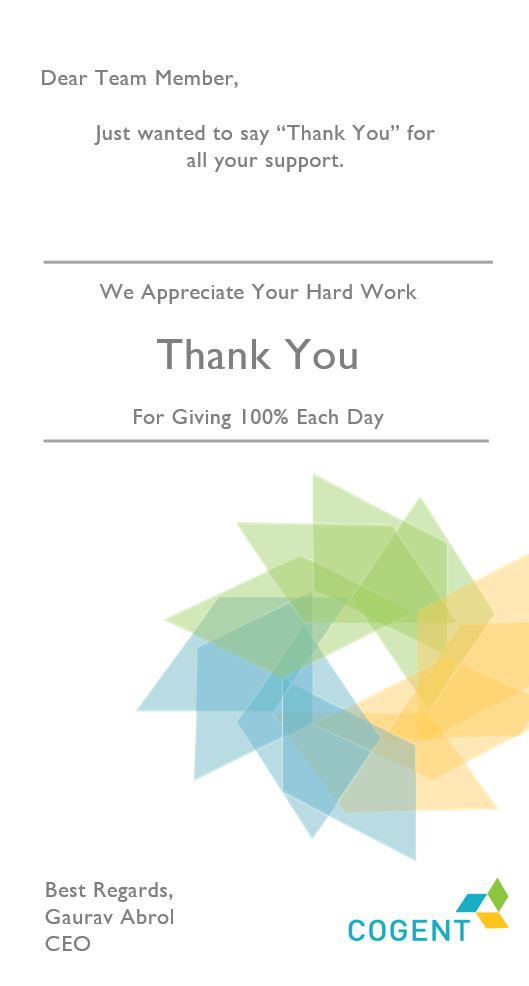 Dear Team Member,
Just wanted to say “Thank You” for
all your support.
We Appreciate Your Hard Work
Thank You
For Giving 100% Each Day
Best Regards,
Gaurav Abrol
CEO
COGENT